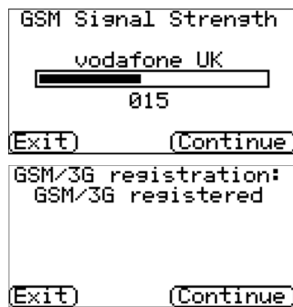 GSM Signal Strength
vodafone UK
015
(Exit) (Continue)
GSM/3G registration:
GSM/3G registered
(Exit) (Continue)